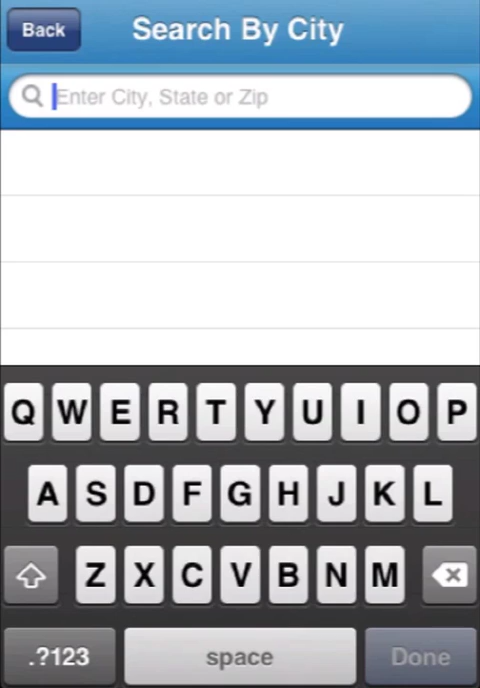 Back Search By City
Enter City, State or Zip
Q W E R T Y U I O P
A S D F G H J K L
Z X C V B N M
.?123 space Done